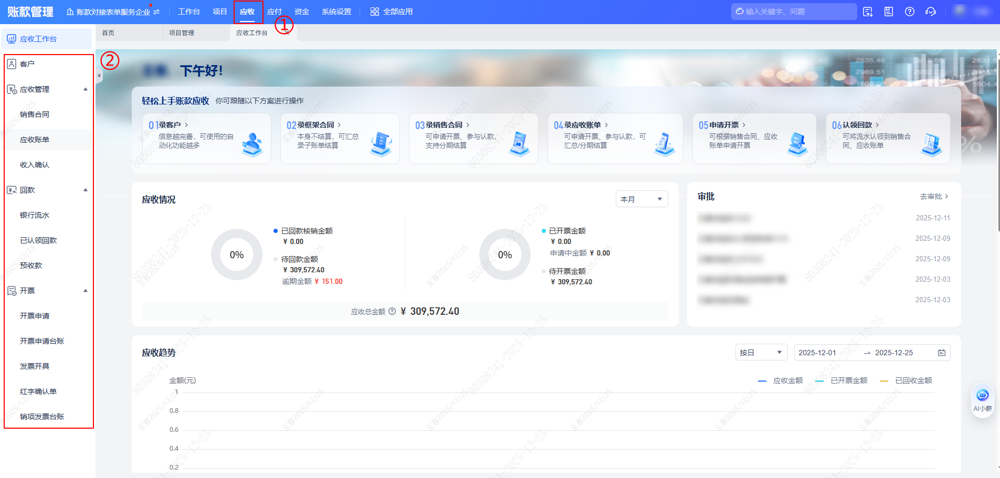 账款管理
账款对接表单服务企业
工作台
项目
应收
应付
资金
系统设置
全部应用
输入关键字、问题
①
首页
项目管理
应收工作台
应收工作台
②
客户
应收管理
销售合同
应收账单
收入确认
回款
银行流水
已认领回款
预收款
开票
开票申请
开票申请台账
发票开具
红字确认单
销项发票台账
下午好!
轻松上手账款应收 你可跟随以下方案进行操作
01录客户
信息越完善，可使用的自
动化功能越多
02录框架合同
本身不结算，可汇总
录子账单结算
03录销售合同
可申请开票、参与认款，
支持分期结算
04录应收账单
可申请开票、参与认款，可
汇总/分期结算
05申请开票
可根据销售合同、应收
账单申请开票
06认领回款
可将流水认领到销售合
同、应收账单
应收情况
本月
0%
已回款核销金额
¥ 0.00
待回款金额
¥ 309,572.40
逾期金额 ¥ 151.00
0%
已开票金额
¥ 0.00
申请中金额 ¥ 0.00
待开票金额
¥ 309,572.40
应收总金额 ¥ 309,572.40
审批
去审批
2025-12-11
2025-12-09
2025-12-09
2025-12-03
2025-12-03
应收趋势
按日
2025-12-01 → 2025-12-25
金额(元)
应收金额
已开票金额
已回收金额
1
0.8
0.6
0.4
0.2
AI小薪
王春2025/12/25
80308241-2025-12-25